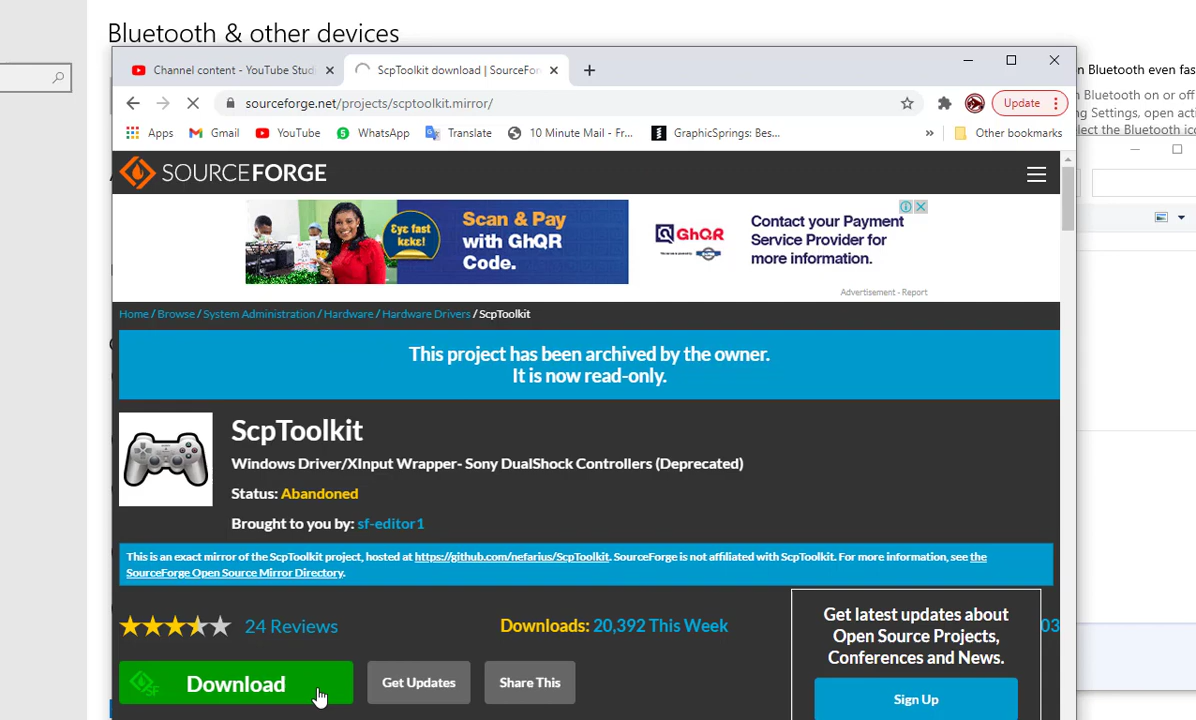 Bluetooth & other devices
Channel content - YouTube Studi
ScpToolkit download | SourceFor
n Bluetooth even fas
sourceforge.net/projects/scptoolkit.mirror/
Update
n Bluetooth on or off
ng Settings, open acti
lect the Bluetooth ico
Apps
Gmail
YouTube
WhatsApp
Translate
10 Minute Mail - Fr...
GraphicSprings: Bes...
»
Other bookmarks
SOURCEFORGE
Ɛyɛ fast kɛkɛ!
Scan & Pay
with GhQR
Code.
GhQR
Contact your Payment
Service Provider for
more information.
Advertisement - Report
Home / Browse / System Administration / Hardware / Hardware Drivers / ScpToolkit
This project has been archived by the owner.
It is now read-only.
ScpToolkit
Windows Driver/XInput Wrapper- Sony DualShock Controllers (Deprecated)
Status: Abandoned
Brought to you by: sf-editor1
This is an exact mirror of the ScpToolkit project, hosted at https://github.com/nefarius/ScpToolkit. SourceForge is not affiliated with ScpToolkit. For more information, see the
SourceForge Open Source Mirror Directory.
24 Reviews
Downloads: 20,392 This Week
03
Get latest updates about
Open Source Projects,
Conferences and News.
Sign Up
SF
Download
Get Updates
Share This